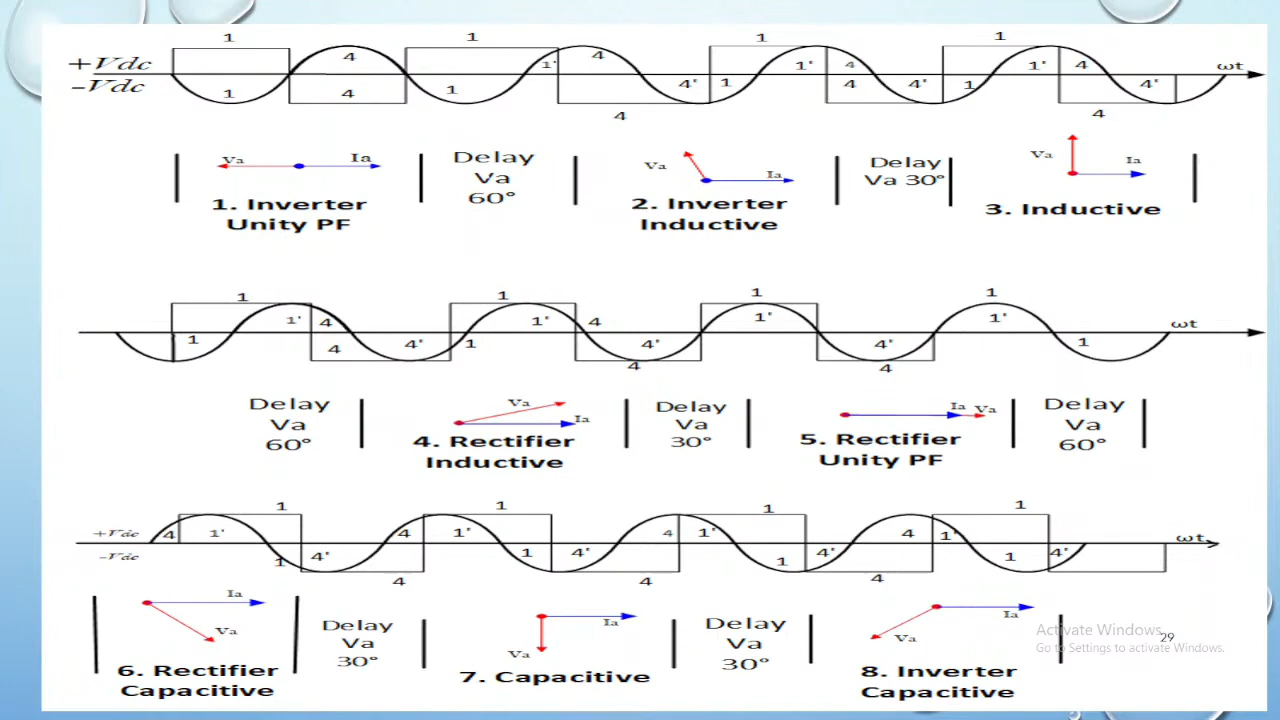 1 4 1 1' 4 1 1' 4 1 1' 4 ωt
+Vdc
–Vdc
1 4 1 4 4' 1 4 4' 1 4' 4
Va Ia
1. Inverter
Unity PF
Delay
Va
60°
Va Ia
2. Inverter
Inductive
Delay
Va 30°
Va Ia
3. Inductive
1 1' 4 1 1' 4 1 1' 1 1' ωt
1 4 4' 1 4' 4 4' 4 1
Delay
Va
60°
Va Ia
4. Rectifier
Inductive
Delay
Va
30°
Ia Va
5. Rectifier
Unity PF
Delay
Va
60°
+Vdc 4 1' 1 4 1' 1 4 1' 1 4 1' 1 ωt
–Vdc 1 4' 4 1 4' 4 1 4' 4 1 4'
Ia
Va
6. Rectifier
Capacitive
Delay
Va
30°
Ia
Va
7. Capacitive
Delay
Va
30°
Ia
Va
8. Inverter
Capacitive
Activate Windows
Go to Settings to activate Windows.
29